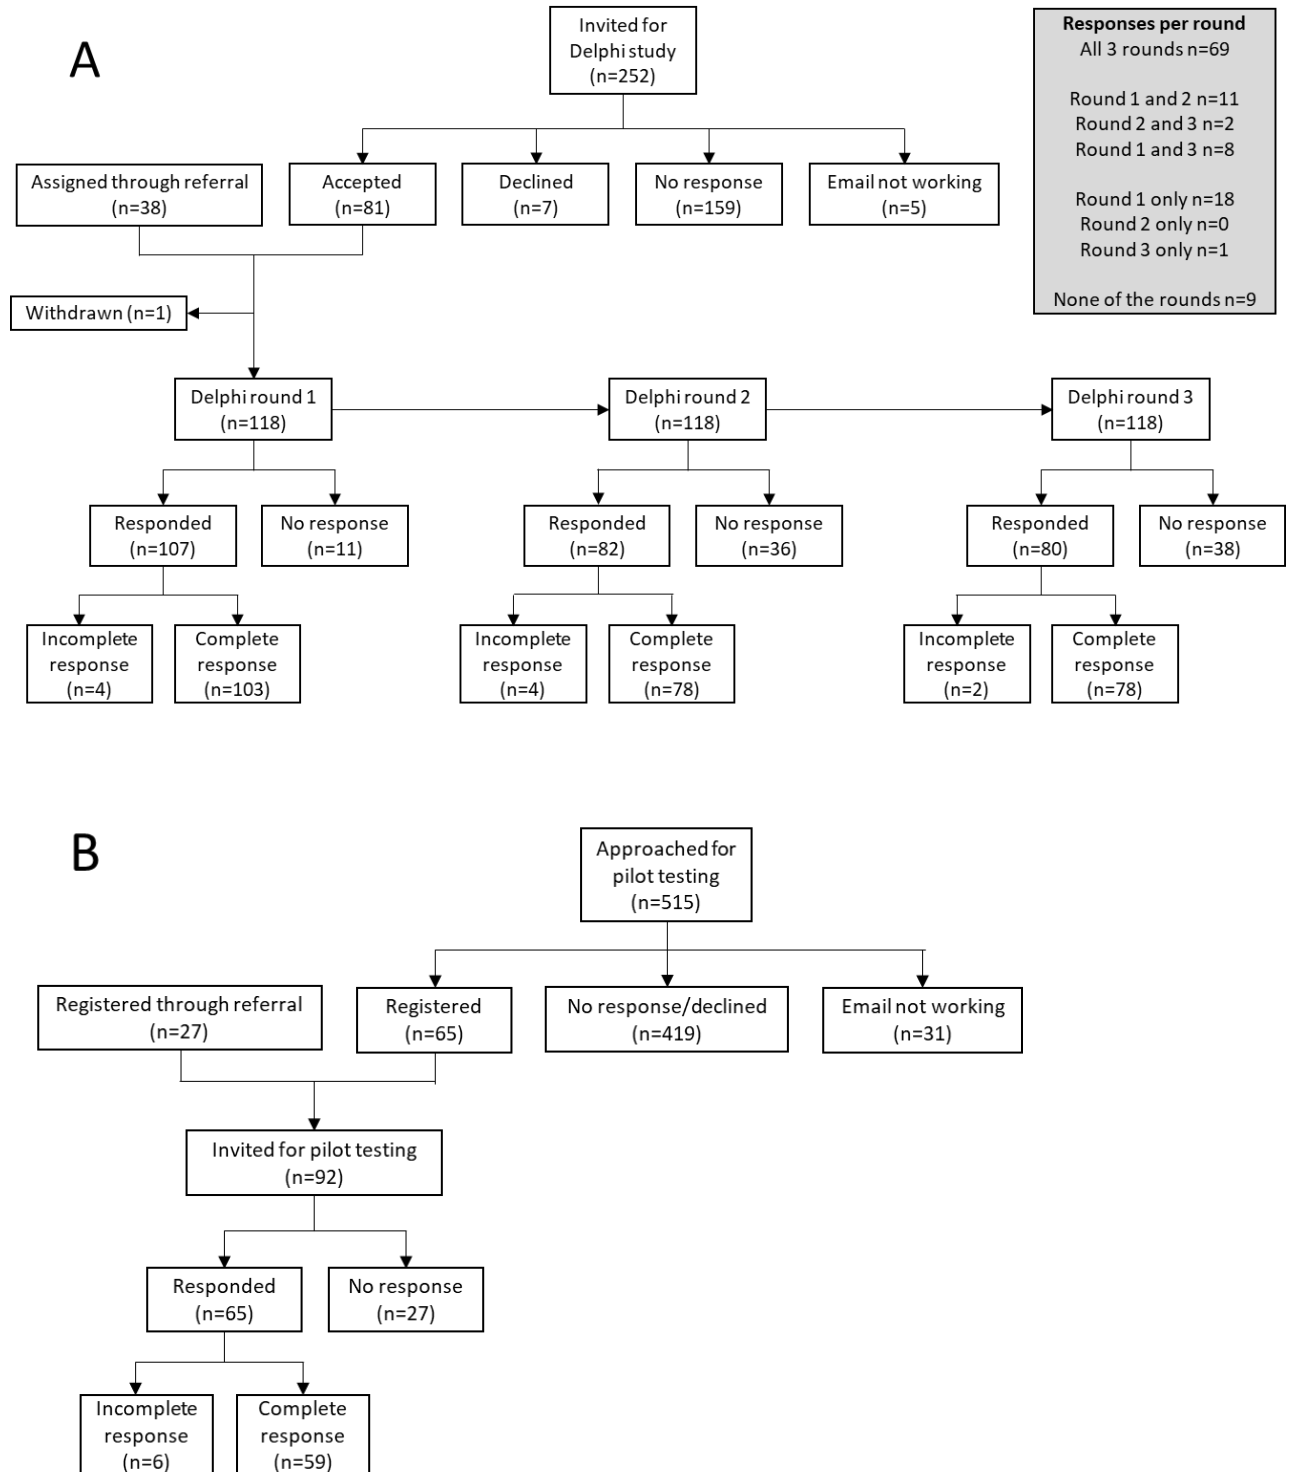 A
Invited for
Delphi study
(n=252)
Responses per round
All 3 rounds n=69
Round 1 and 2 n=11
Round 2 and 3 n=2
Round 1 and 3 n=8
Round 1 only n=18
Round 2 only n=0
Round 3 only n=1
None of the rounds n=9
Assigned through referral
(n=38)
Accepted
(n=81)
Declined
(n=7)
No response
(n=159)
Email not working
(n=5)
Withdrawn (n=1)
Delphi round 1
(n=118)
Delphi round 2
(n=118)
Delphi round 3
(n=118)
Responded
(n=107)
No response
(n=11)
Responded
(n=82)
No response
(n=36)
Responded
(n=80)
No response
(n=38)
Incomplete
response
(n=4)
Complete
response
(n=103)
Incomplete
response
(n=4)
Complete
response
(n=78)
Incomplete
response
(n=2)
Complete
response
(n=78)
B
Approached for
pilot testing
(n=515)
Registered through referral
(n=27)
Registered
(n=65)
No response/declined
(n=419)
Email not working
(n=31)
Invited for pilot testing
(n=92)
Responded
(n=65)
No response
(n=27)
Incomplete
response
(n=6)
Complete
response
(n=59)